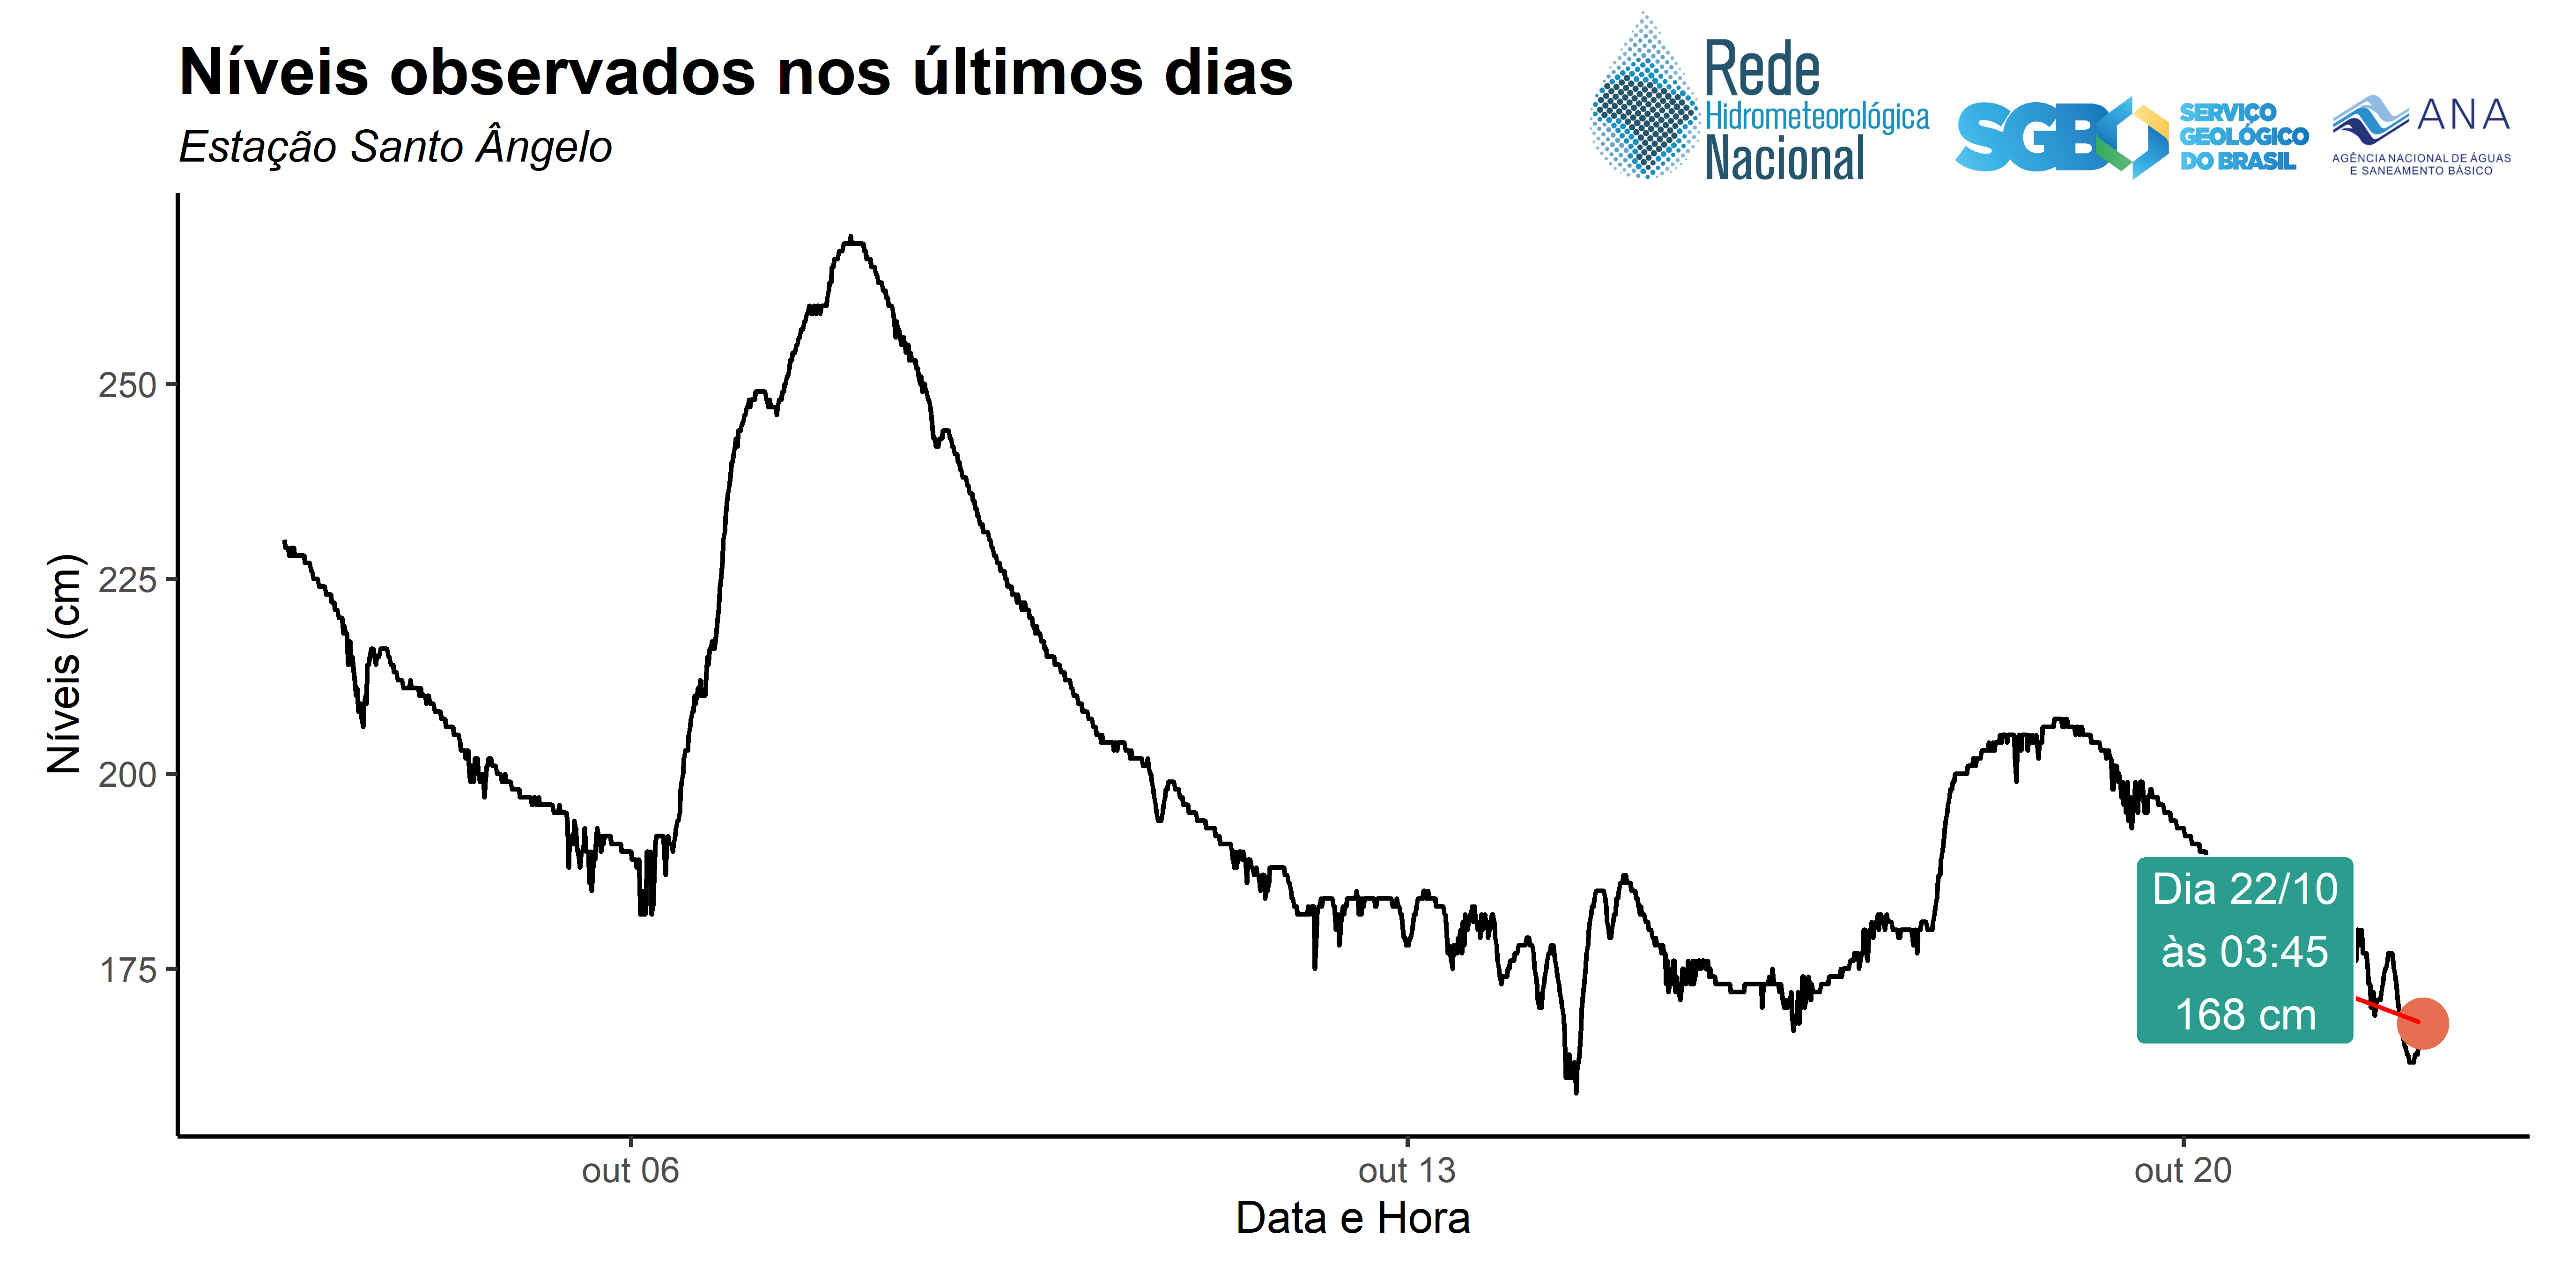 Níveis observados nos últimos dias
Estação Santo Ângelo
Rede
Hidrometeorológica
Nacional
SGB
SERVIÇO
GEOLÓGICO
DO BRASIL
ANA
AGÊNCIA NACIONAL DE ÁGUAS
E SANEAMENTO BÁSICO
Níveis (cm)
250
225
200
175
Dia 22/10
às 03:45
168 cm
out 06
out 13
out 20
Data e Hora